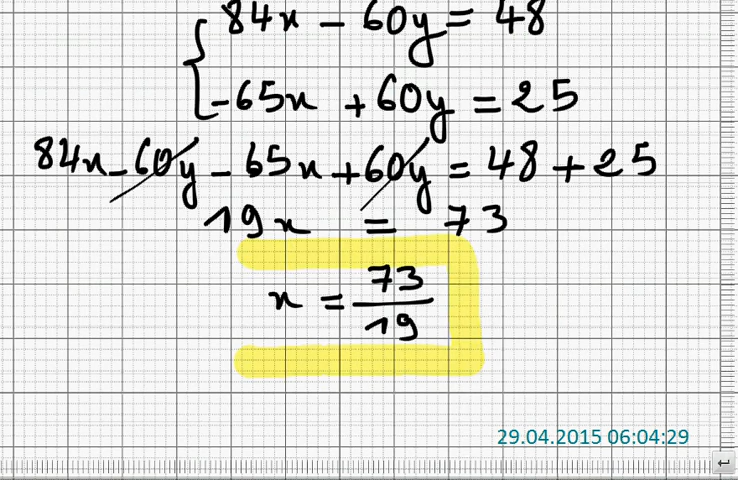 84x - 60y = 48
-65x + 60y = 25
84x - 60y - 65x + 60y = 48 + 25
19x = 73
x = 73/19
29.04.2015 06:04:29